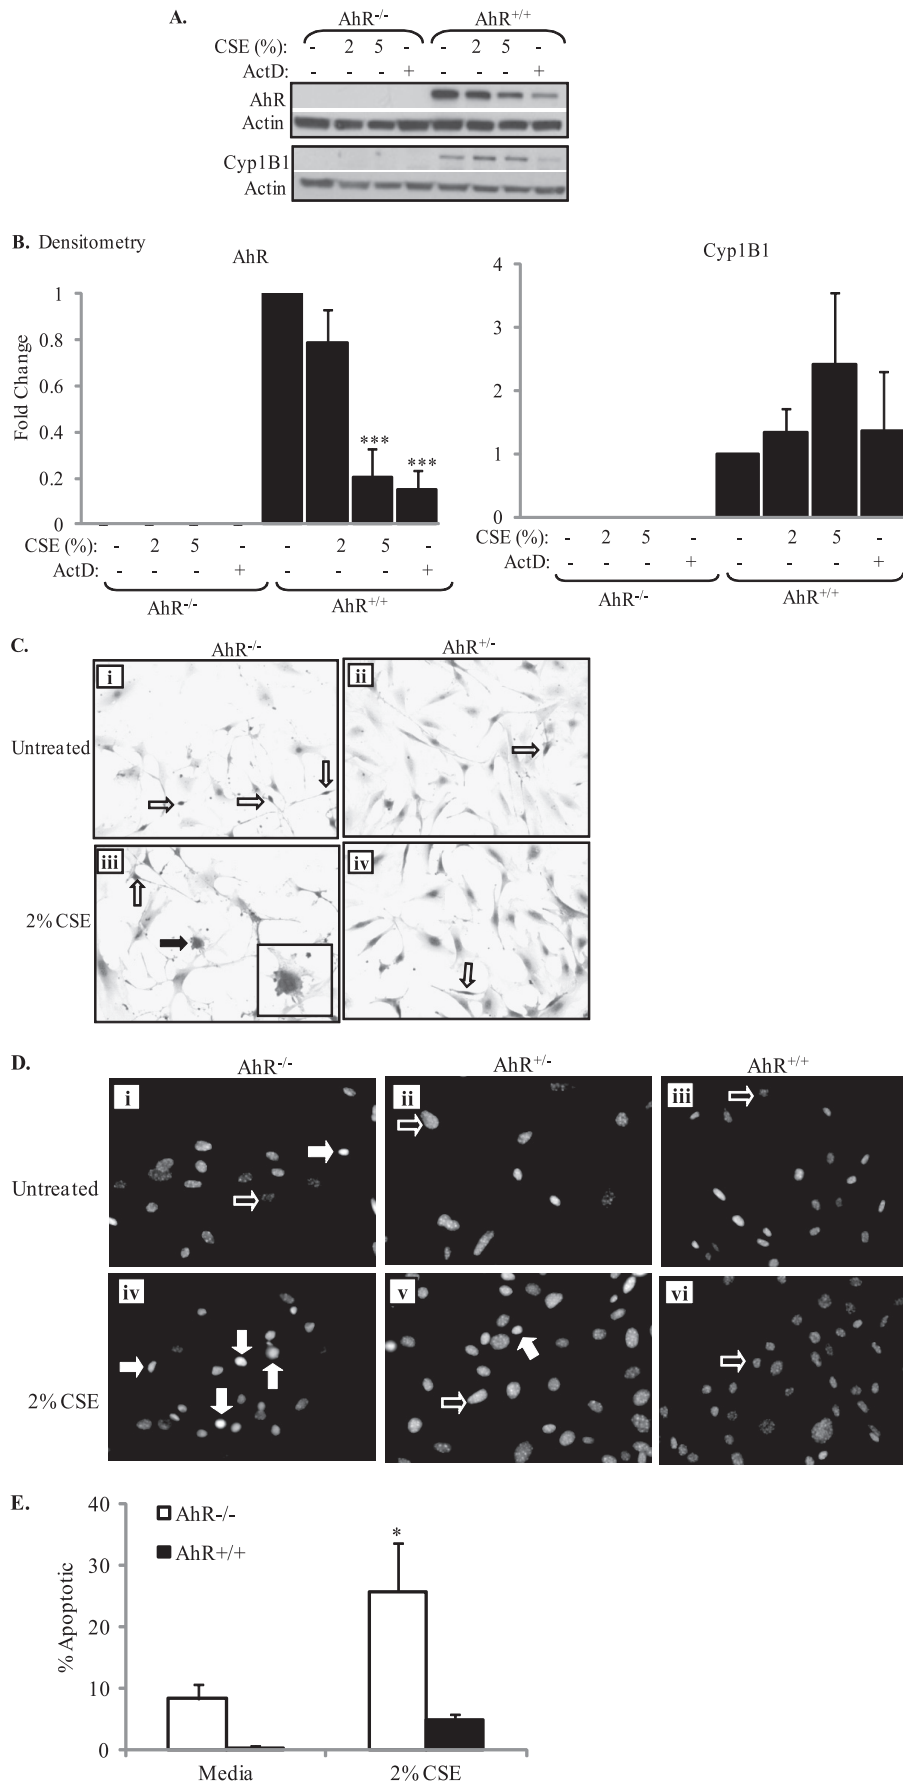 A.
AhR-/- AhR+/+
CSE (%): - 2 5 - - 2 5 -
ActD: - - - + - - - +
AhR
Actin
Cyp1B1
Actin
B. Densitometry
AhR
Fold Change
1
0.8
0.6
0.4
0.2
0
*** ***
CSE (%): - 2 5 - - 2 5 -
ActD: - - - + - - - +
AhR-/- AhR+/+
Cyp1B1
4
3
2
1
0
CSE (%): - 2 5 - - 2 5 -
ActD: - - - + - - - +
AhR-/- AhR+/+
C.
AhR-/- AhR+/-
Untreated
i ii
2% CSE
iii iv
D.
AhR-/- AhR+/- AhR+/+
Untreated
i ii iii
2% CSE
iv v vi
E.
% Apoptotic
40
30
20
10
0
AhR-/-
AhR+/+
*
Media 2% CSE